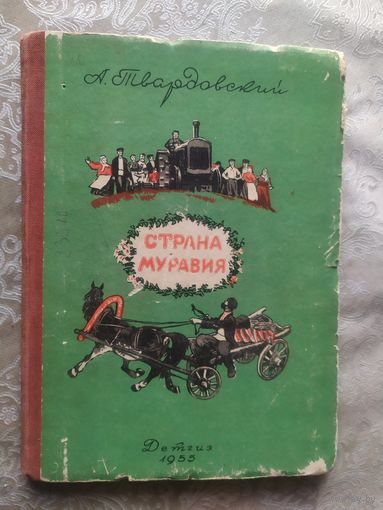 А. Твардовский
СТРАНА
МУРАВИЯ
Детгиз
1955